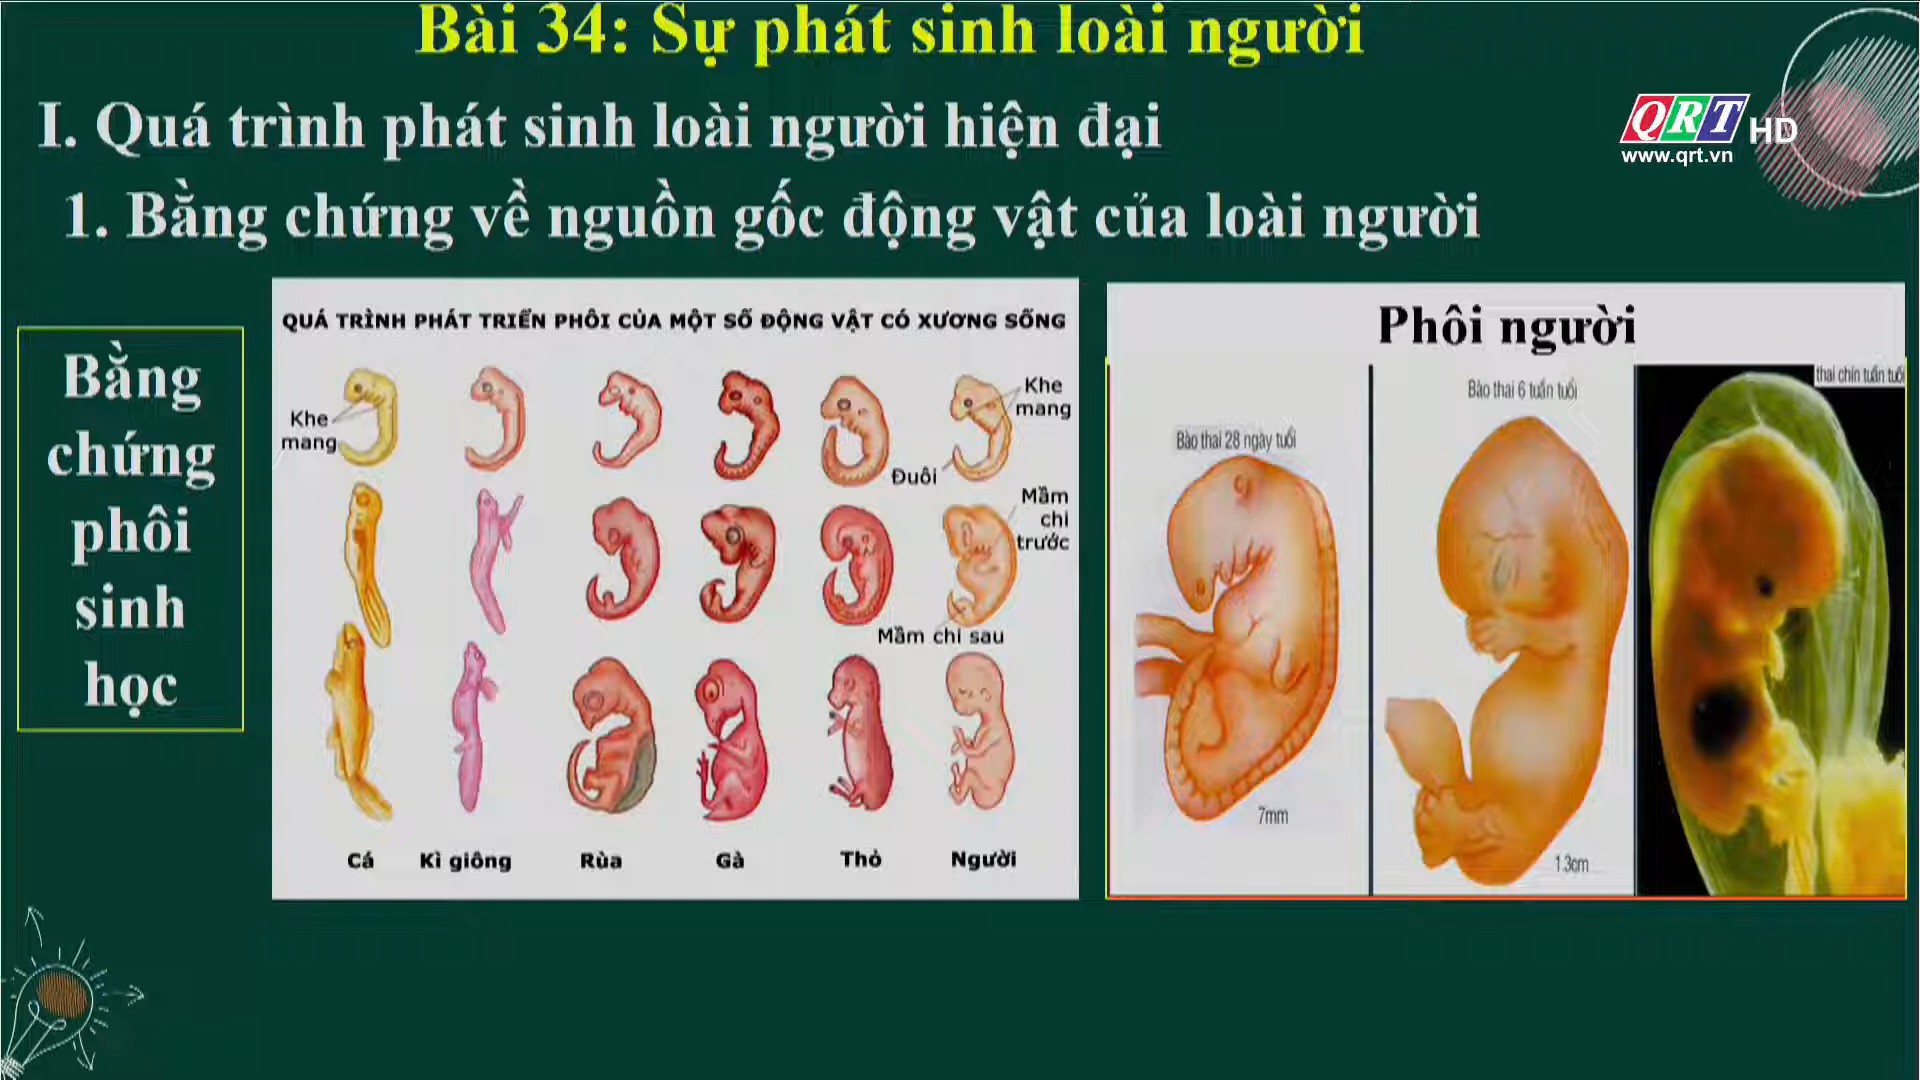 Bài 34: Sự phát sinh loài người
I. Quá trình phát sinh loài người hiện đại
QRT HD
www.qrt.vn
1. Bằng chứng về nguồn gốc động vật của loài người
Bằng
chứng
phôi
sinh
học
QUÁ TRÌNH PHÁT TRIỂN PHÔI CỦA MỘT SỐ ĐỘNG VẬT CÓ XƯƠNG SỐNG
Khe
mang
Khe
mang
Đuôi
Mầm
chi
trước
Mầm chi sau
Cá Kì giông Rùa Gà Thỏ Người
Phôi người
Bào thai 28 ngày tuổi
7mm
Bào thai 6 tuần tuổi
1.3cm
thai chín tuần tuổi